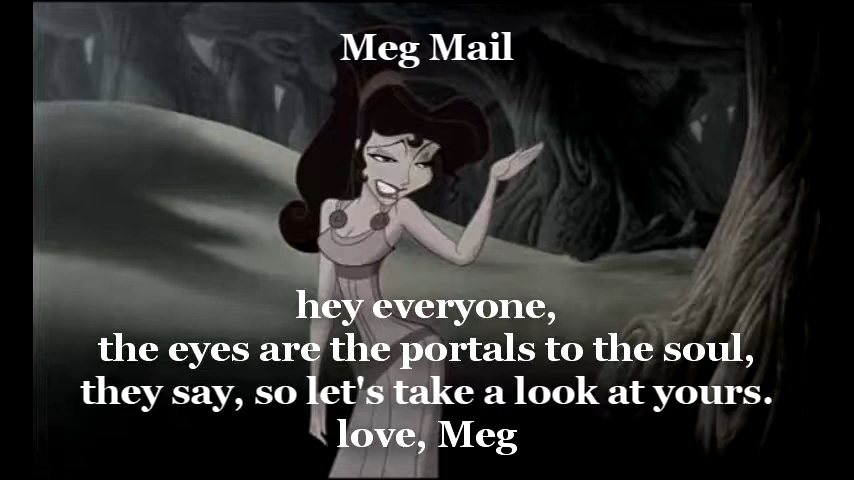 Meg Mail
hey everyone,
the eyes are the portals to the soul,
they say, so let's take a look at yours.
love, Meg